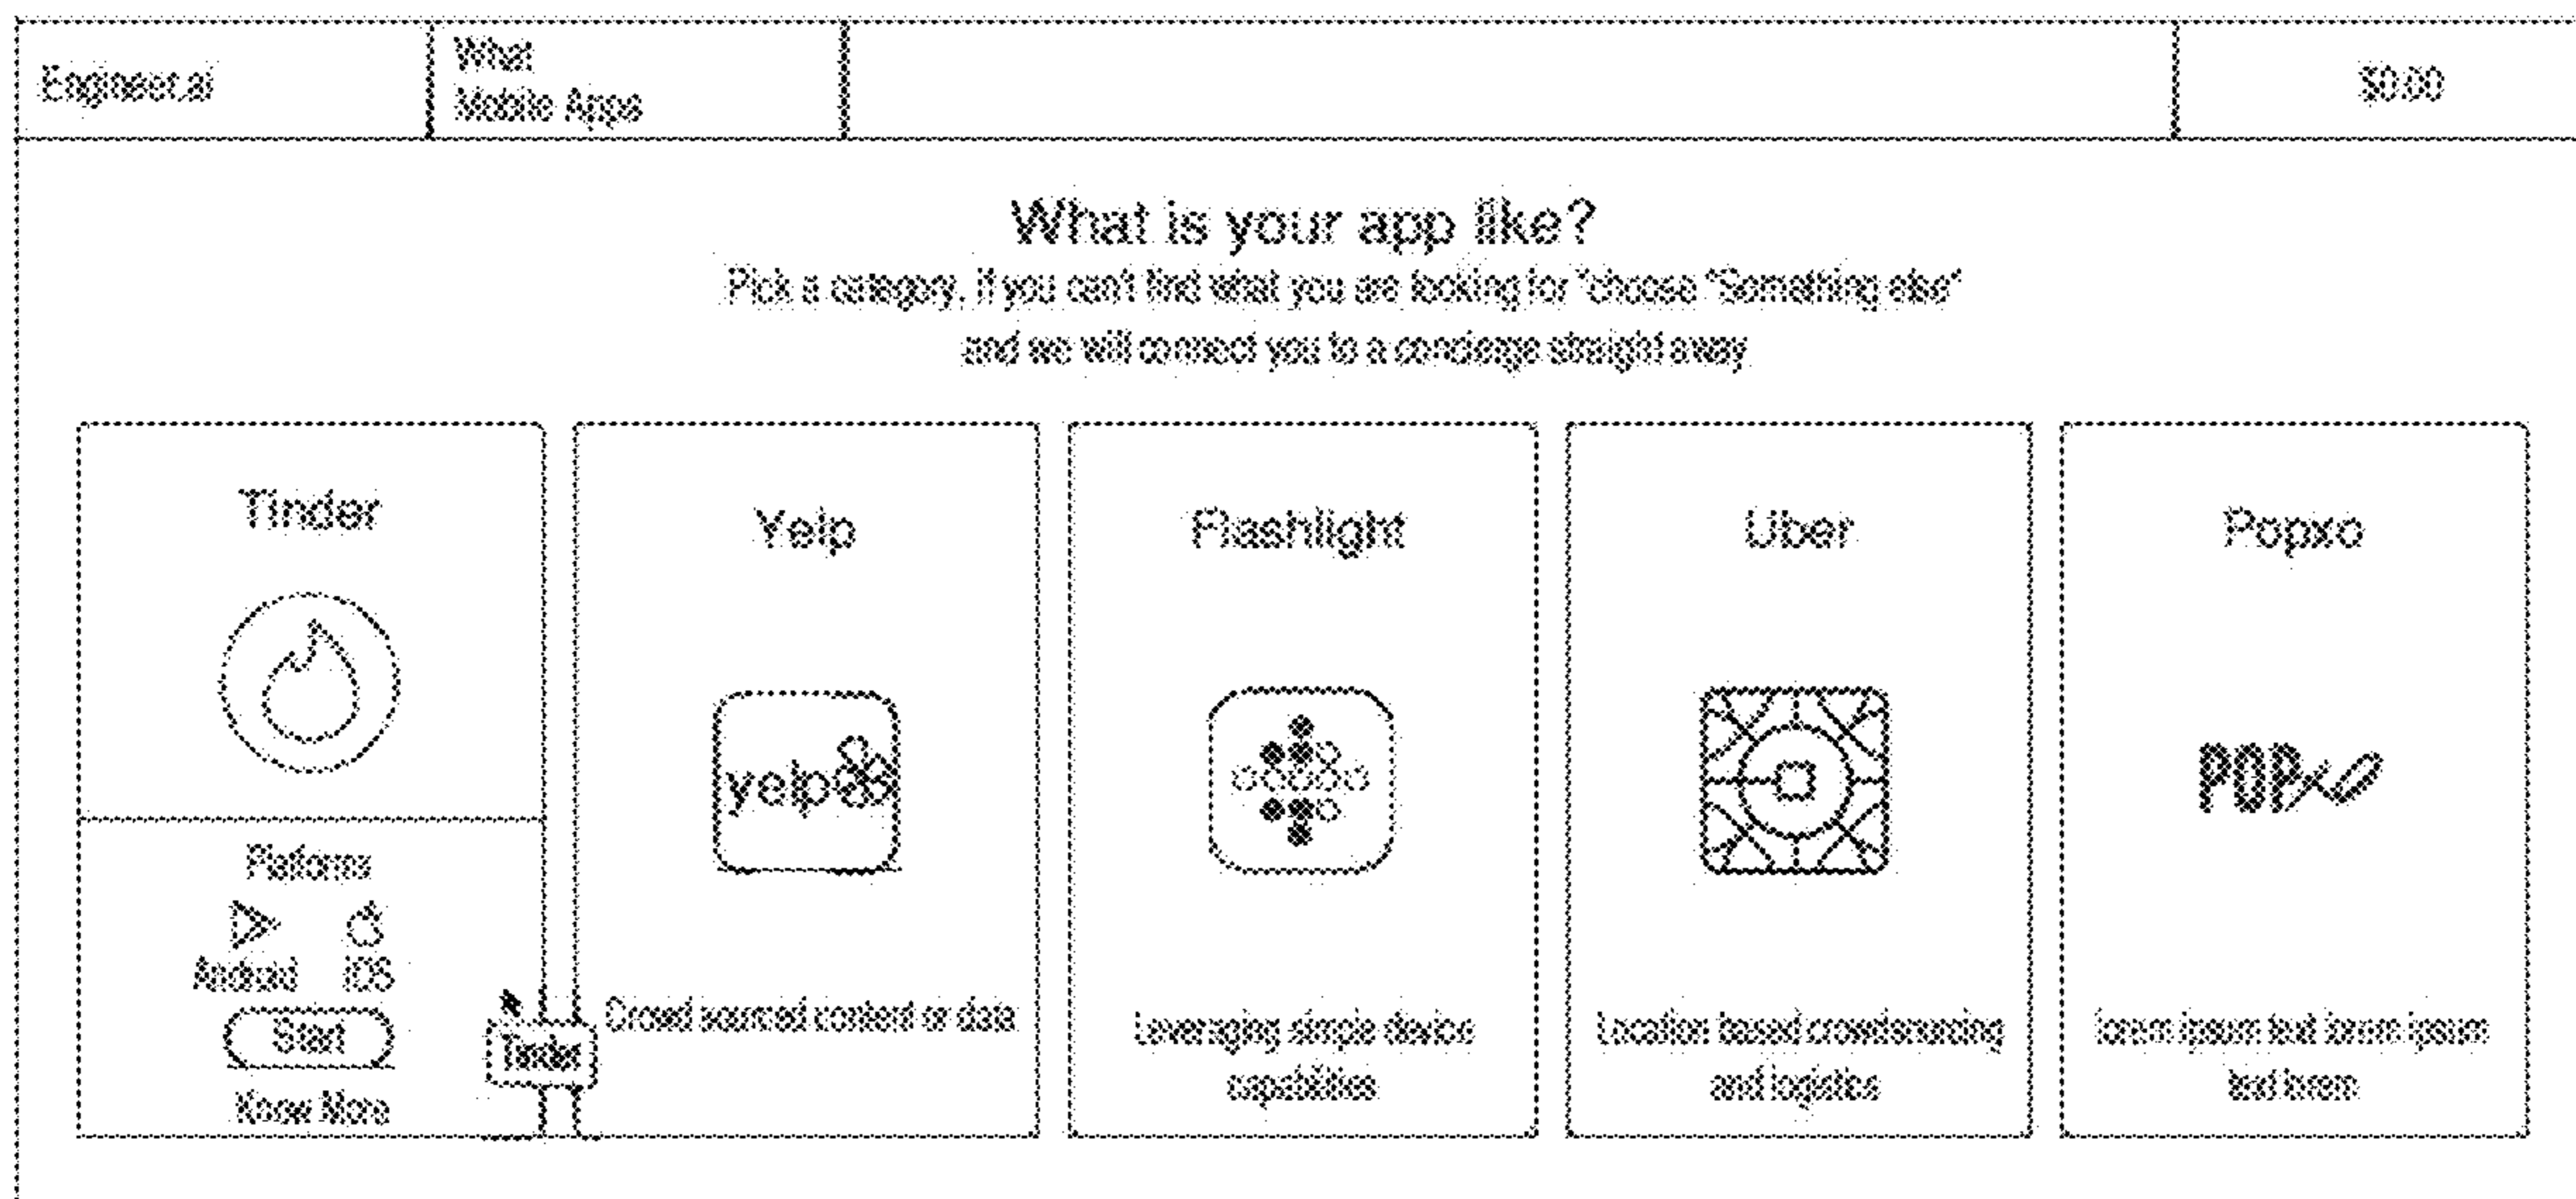 Engineer.ai
What
Mobile Apps
$0.00
What is your app like?
Pick a category, if you can't find what you are looking for "choose "Something else"
and we will connect you to a concierge straight away
Tinder
Platforms
Android iOS
Start
Know More
Tinder
Yelp
yelp
Crowd sourced content or data
Flashlight
Leveraging simple device
capabilities
Uber
Location based crowdsourcing
and logistics
Popxo
POPxo
lorem ipsum text lorem ipsum
text lorem